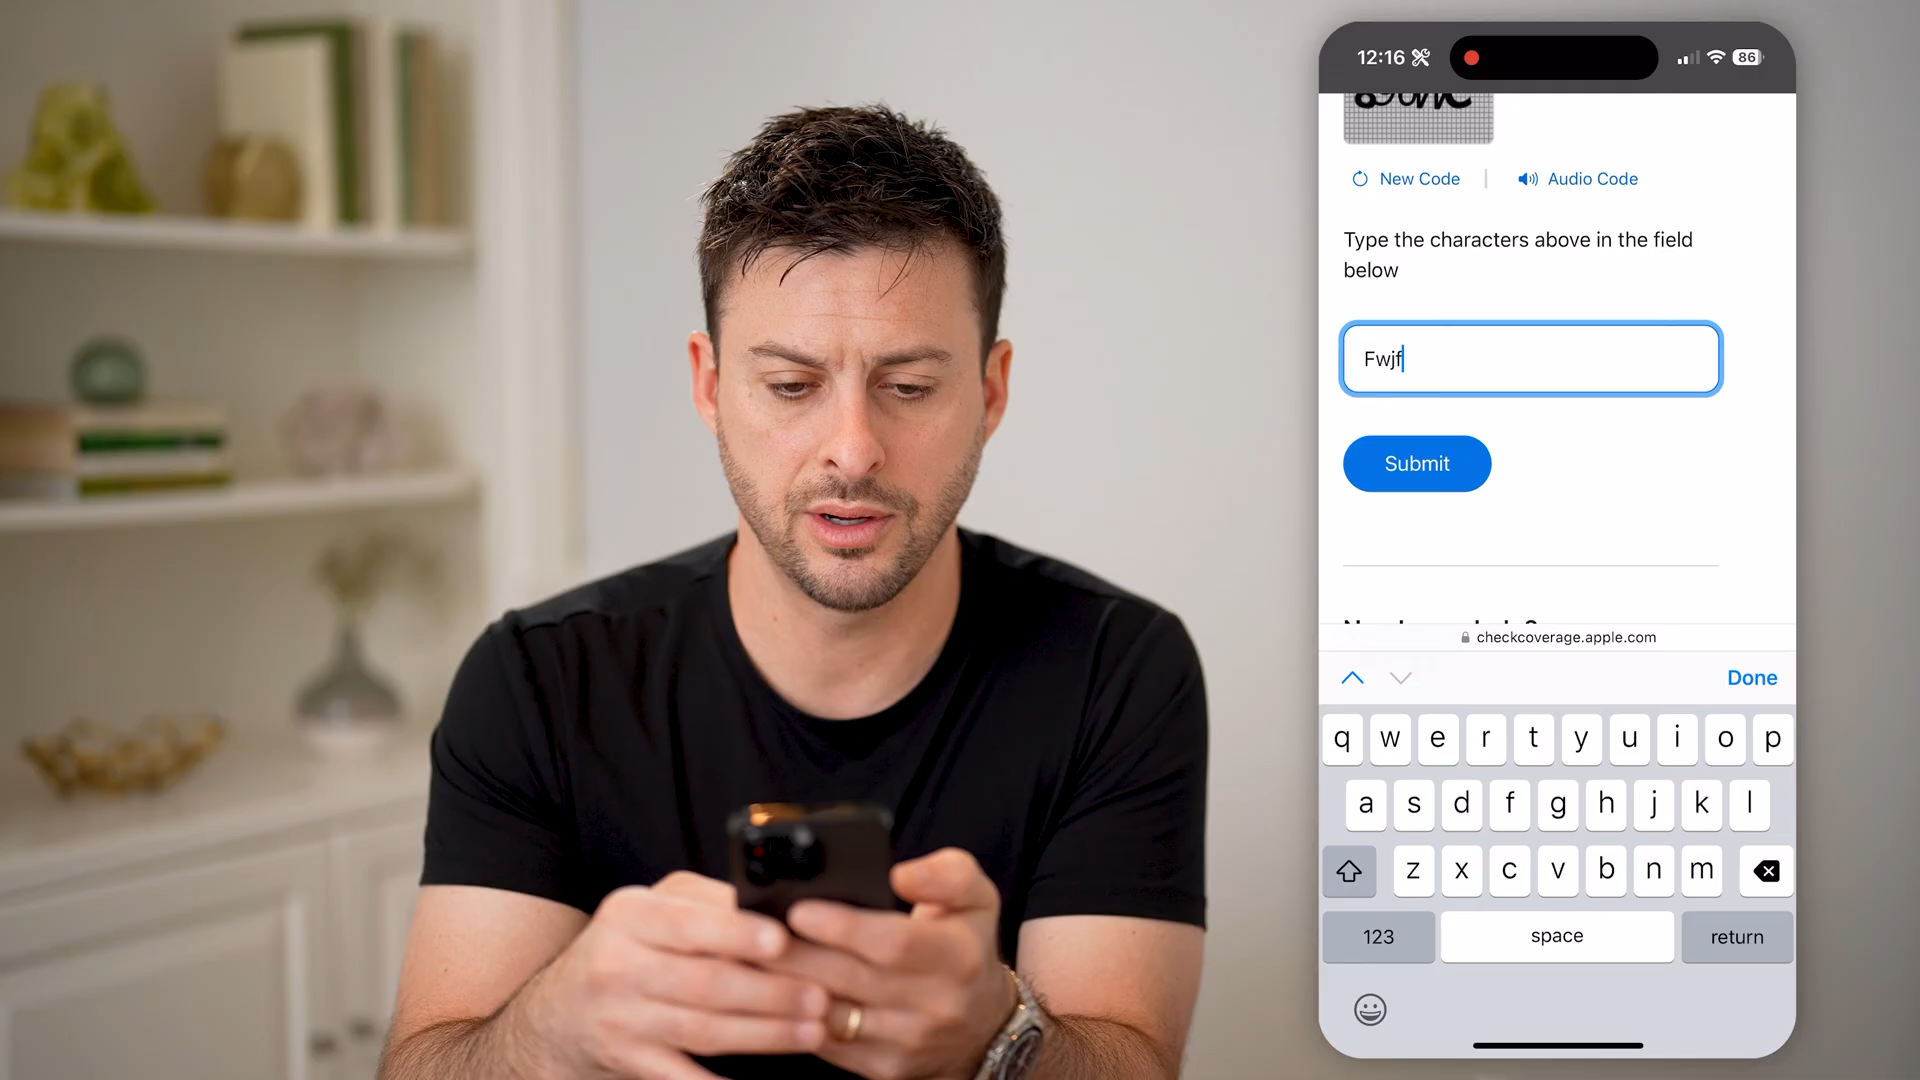 12:16
86
New Code | Audio Code
Type the characters above in the field
below
Fwjf
Submit
checkcoverage.apple.com
Done
q w e r t y u i o p
a s d f g h j k l
z x c v b n m
123 space return